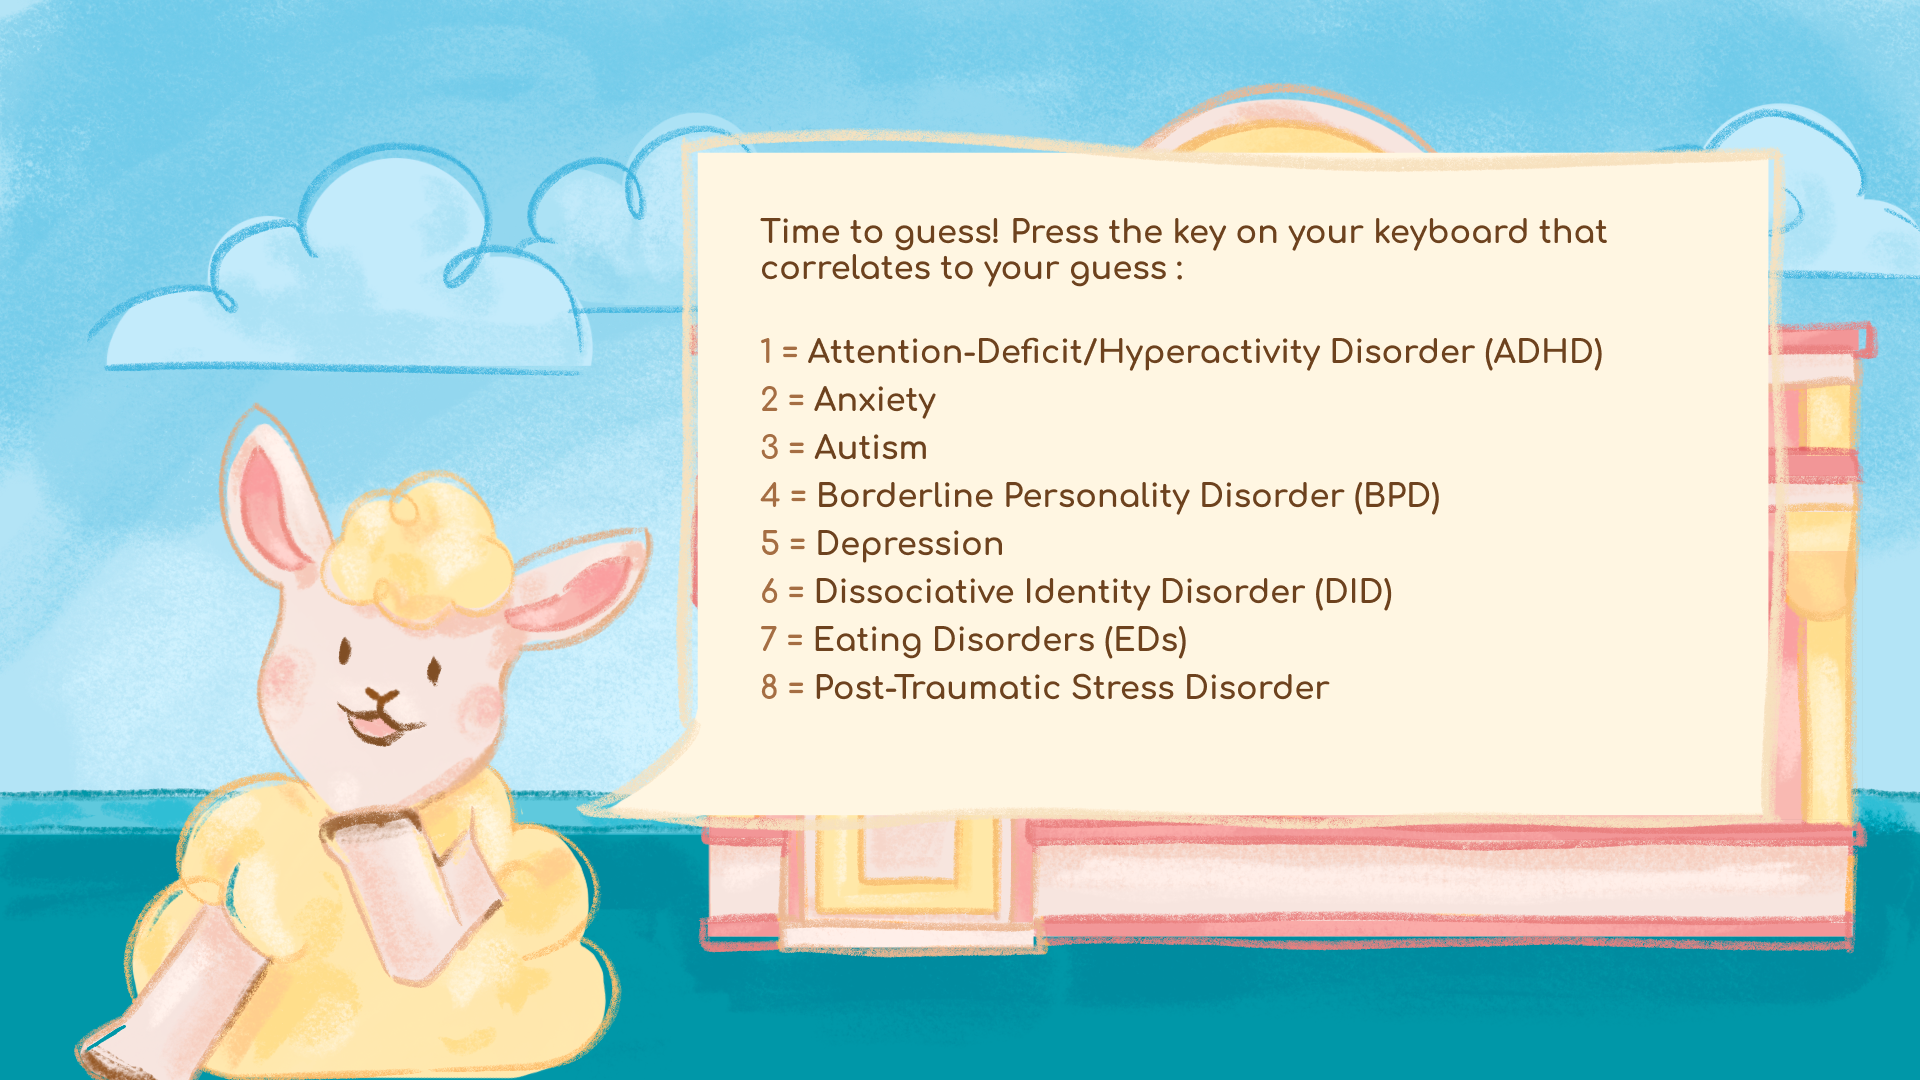 Time to guess! Press the key on your keyboard that
correlates to your guess :
1 = Attention-Deficit/Hyperactivity Disorder (ADHD)
2 = Anxiety
3 = Autism
4 = Borderline Personality Disorder (BPD)
5 = Depression
6 = Dissociative Identity Disorder (DID)
7 = Eating Disorders (EDs)
8 = Post-Traumatic Stress Disorder